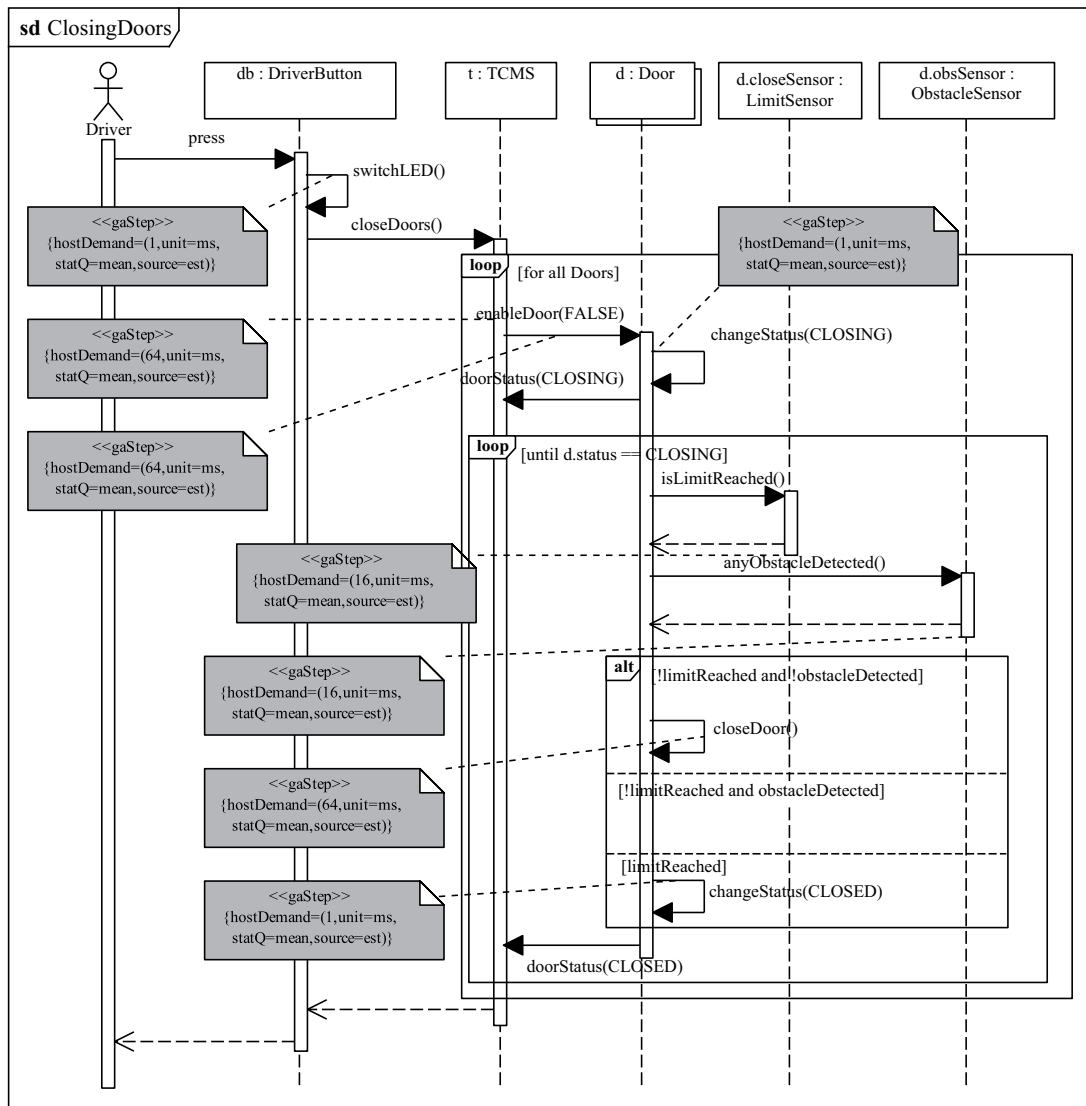 sd ClosingDoors
Driver
db : DriverButton
t : TCMS
d : Door
d.closeSensor :
LimitSensor
d.obsSensor :
ObstacleSensor
press
switchLED()
<<gaStep>>
{hostDemand=(1,unit=ms,
statQ=mean,source=est)}
closeDoors()
<<gaStep>>
{hostDemand=(1,unit=ms,
statQ=mean,source=est)}
loop
[for all Doors]
enableDoor(FALSE)
<<gaStep>>
{hostDemand=(64,unit=ms,
statQ=mean,source=est)}
changeStatus(CLOSING)
doorStatus(CLOSING)
<<gaStep>>
{hostDemand=(64,unit=ms,
statQ=mean,source=est)}
loop
[until d.status == CLOSING]
isLimitReached()
<<gaStep>>
{hostDemand=(16,unit=ms,
statQ=mean,source=est)}
anyObstacleDetected()
<<gaStep>>
{hostDemand=(16,unit=ms,
statQ=mean,source=est)}
alt
[!limitReached and !obstacleDetected]
closeDoor()
<<gaStep>>
{hostDemand=(64,unit=ms,
statQ=mean,source=est)}
[!limitReached and obstacleDetected]
[limitReached]
changeStatus(CLOSED)
<<gaStep>>
{hostDemand=(1,unit=ms,
statQ=mean,source=est)}
doorStatus(CLOSED)